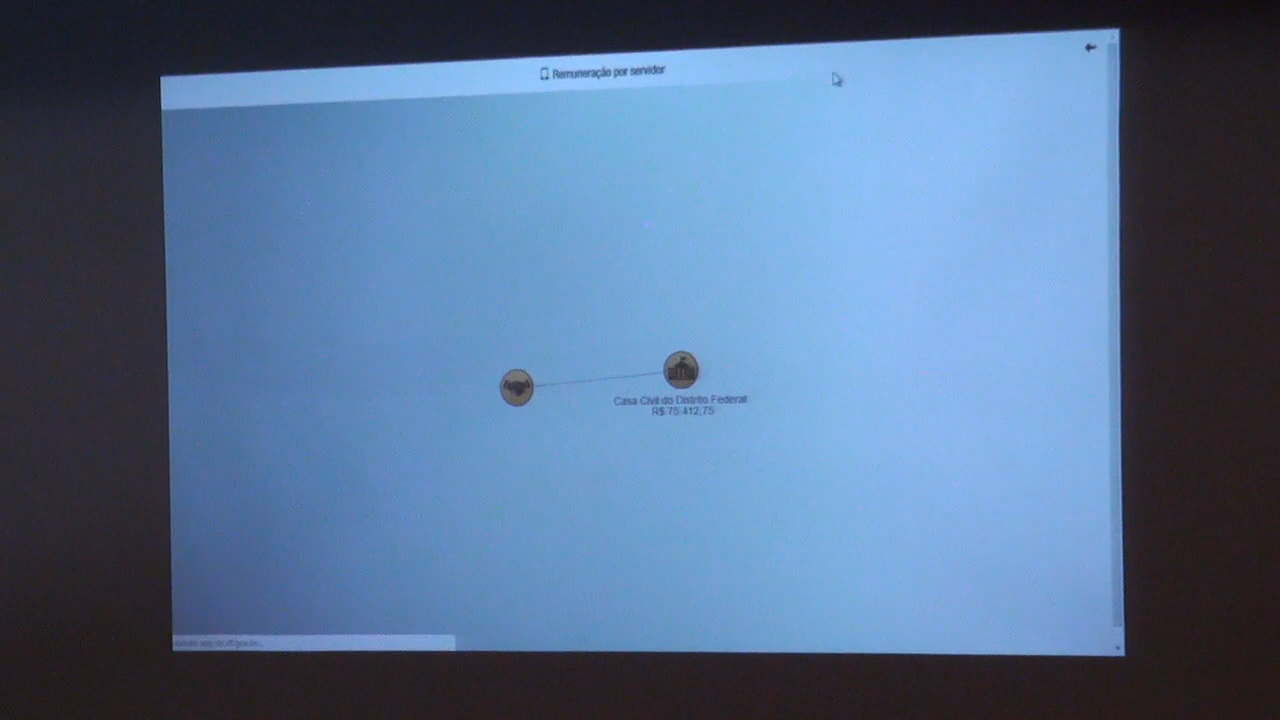 Remuneração por servidor
Casa Civil do Distrito Federal
R$ 75.412,75